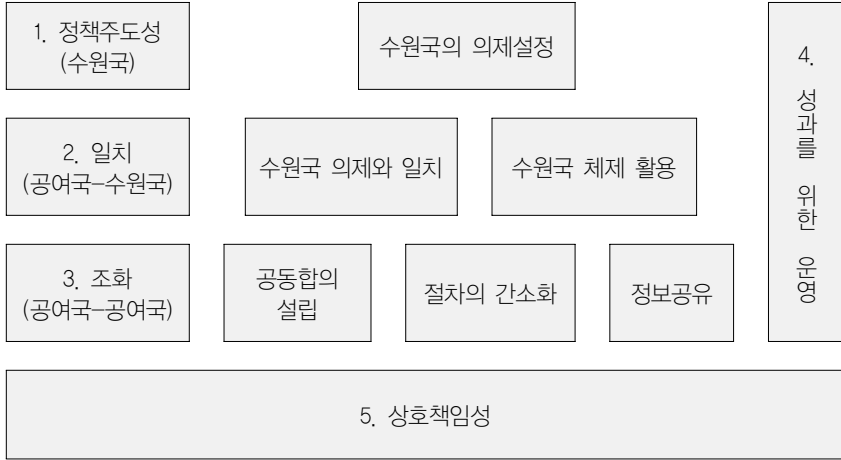 1. 정책주도성
(수원국)
수원국의 의제설정
4.
성과를
위한
운영
2. 일치
(공여국-수원국)
수원국 의제와 일치
수원국 체제 활용
3. 조화
(공여국-공여국)
공동합의
설립
절차의 간소화
정보공유
5. 상호책임성